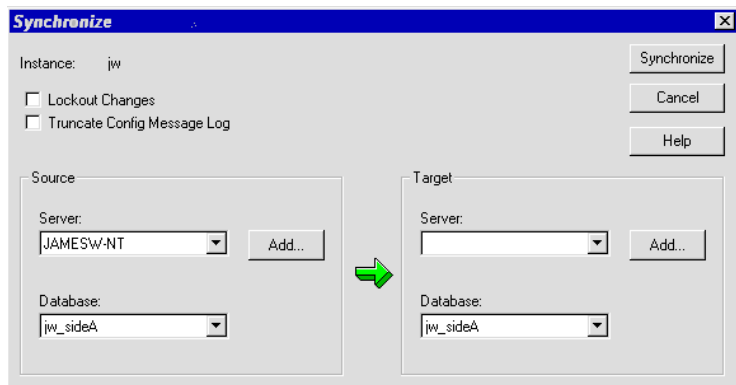 Synchronize
Instance: jw
Synchronize
Lockout Changes
Cancel
Truncate Config Message Log
Help
Source
Server:
JAMESW-NT
Add...
Database:
jw_sideA
Target
Server:
Add...
Database:
jw_sideA